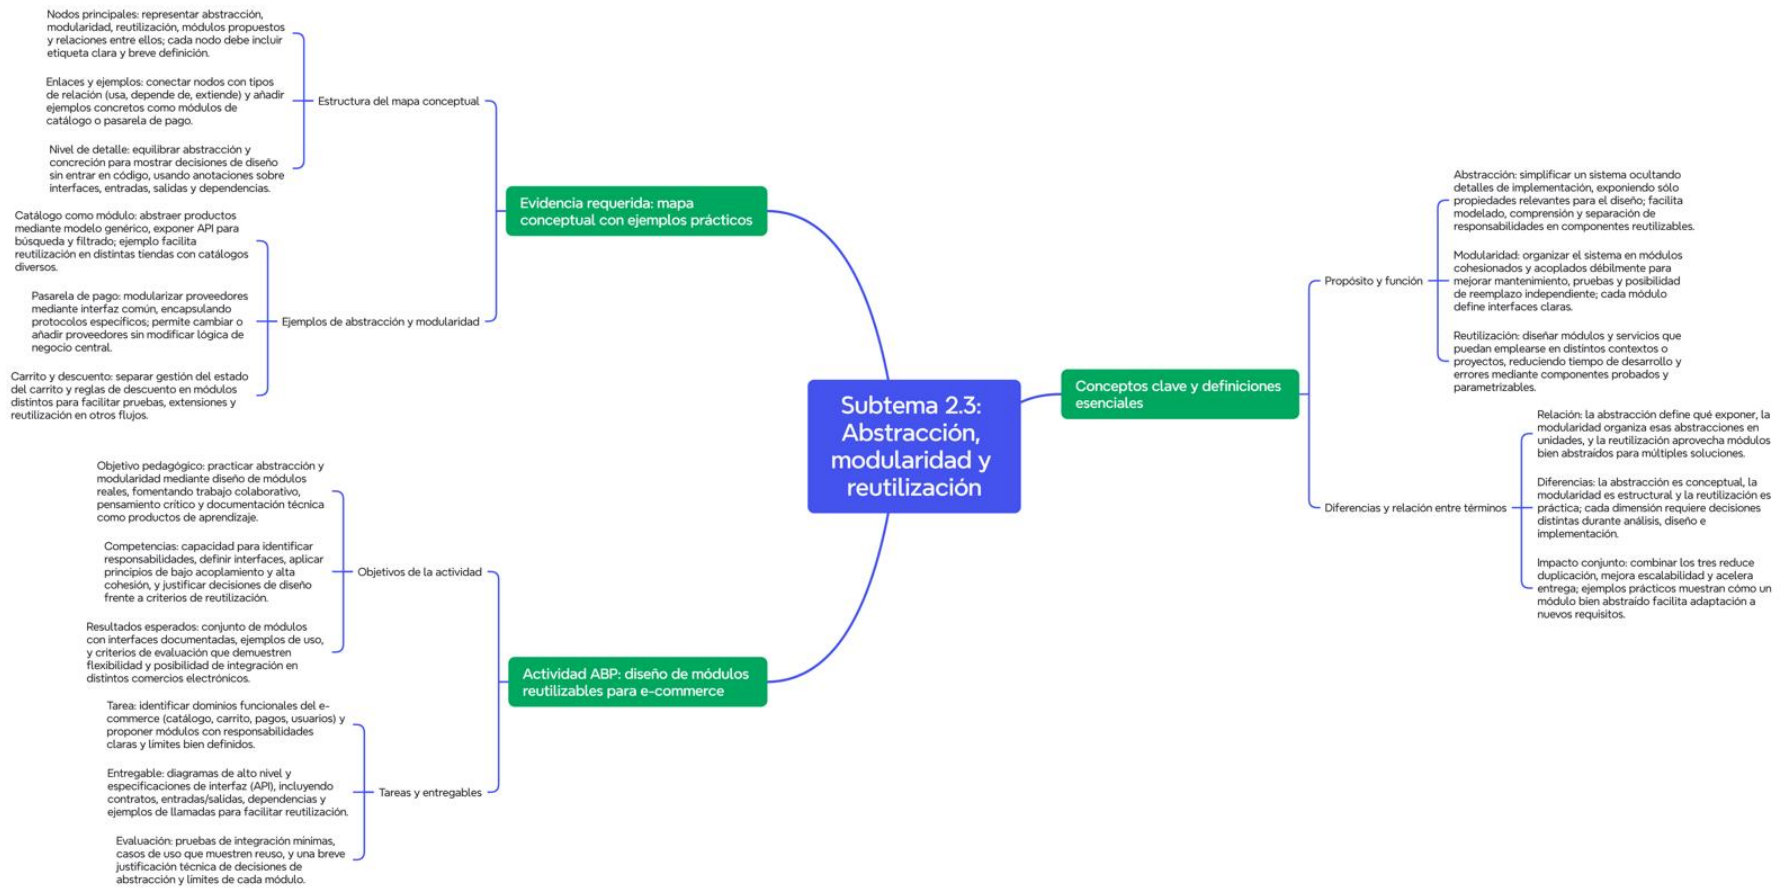 Subtema 2.3:
Abstracción,
modularidad y
reutilización
Conceptos clave y definiciones
esenciales
Propósito y función
Abstracción: simplificar un sistema ocultando
detalles de implementación, exponiendo sólo
propiedades relevantes para el diseño; facilita
modelado, comprensión y separación de
responsabilidades en componentes reutilizables.
Modularidad: organizar el sistema en módulos
cohesionados y acoplados débilmente para
mejorar mantenimiento, pruebas y posibilidad
de reemplazo independiente; cada módulo
define interfaces claras.
Reutilización: diseñar módulos y servicios que
puedan emplearse en distintos contextos o
proyectos, reduciendo tiempo de desarrollo y
errores mediante componentes probados y
parametrizables.
Diferencias y relación entre términos
Relación: la abstracción define qué exponer, la
modularidad organiza esas abstracciones en
unidades, y la reutilización aprovecha módulos
bien abstraídos para múltiples soluciones.
Diferencias: la abstracción es conceptual, la
modularidad es estructural y la reutilización es
práctica; cada dimensión requiere decisiones
distintas durante análisis, diseño e
implementación.
Impacto conjunto: combinar los tres reduce
duplicación, mejora escalabilidad y acelera
entrega; ejemplos prácticos muestran cómo un
módulo bien abstraído facilita adaptación a
nuevos requisitos.
Evidencia requerida: mapa
conceptual con ejemplos prácticos
Estructura del mapa conceptual
Nodos principales: representar abstracción,
modularidad, reutilización, módulos propuestos
y relaciones entre ellos; cada nodo debe incluir
etiqueta clara y breve definición.
Enlaces y ejemplos: conectar nodos con tipos
de relación (usa, depende de, extiende) y añadir
ejemplos concretos como módulos de
catálogo o pasarela de pago.
Nivel de detalle: equilibrar abstracción y
concreción para mostrar decisiones de diseño
sin entrar en código, usando anotaciones sobre
interfaces, entradas, salidas y dependencias.
Ejemplos de abstracción y modularidad
Catálogo como módulo: abstraer productos
mediante modelo genérico, exponer API para
búsqueda y filtrado; ejemplo facilita
reutilización en distintas tiendas con catálogos
diversos.
Pasarela de pago: modularizar proveedores
mediante interfaz común, encapsulando
protocolos específicos; permite cambiar o
añadir proveedores sin modificar lógica de
negocio central.
Carrito y descuento: separar gestión del estado
del carrito y reglas de descuento en módulos
distintos para facilitar pruebas, extensiones y
reutilización en otros flujos.
Actividad ABP: diseño de módulos
reutilizables para e-commerce
Objetivos de la actividad
Objetivo pedagógico: practicar abstracción y
modularidad mediante diseño de módulos
reales, fomentando trabajo colaborativo,
pensamiento crítico y documentación técnica
como productos de aprendizaje.
Competencias: capacidad para identificar
responsabilidades, definir interfaces, aplicar
principios de bajo acoplamiento y alta
cohesión, y justificar decisiones de diseño
frente a criterios de reutilización.
Resultados esperados: conjunto de módulos
con interfaces documentadas, ejemplos de uso,
y criterios de evaluación que demuestren
flexibilidad y posibilidad de integración en
distintos comercios electrónicos.
Tareas y entregables
Tarea: identificar dominios funcionales del e-
commerce (catálogo, carrito, pagos, usuarios) y
proponer módulos con responsabilidades
claras y límites bien definidos.
Entregable: diagramas de alto nivel y
especificaciones de interfaz (API), incluyendo
contratos, entradas/salidas, dependencias y
ejemplos de llamadas para facilitar reutilización.
Evaluación: pruebas de integración mínimas,
casos de uso que muestren reuso, y una breve
justificación técnica de decisiones de
abstracción y límites de cada módulo.